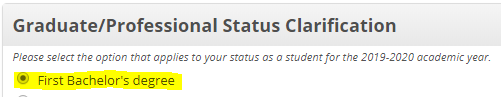 Graduate/Professional Status Clarification
Please select the option that applies to your status as a student for the 2019-2020 academic year.
First Bachelor's degree